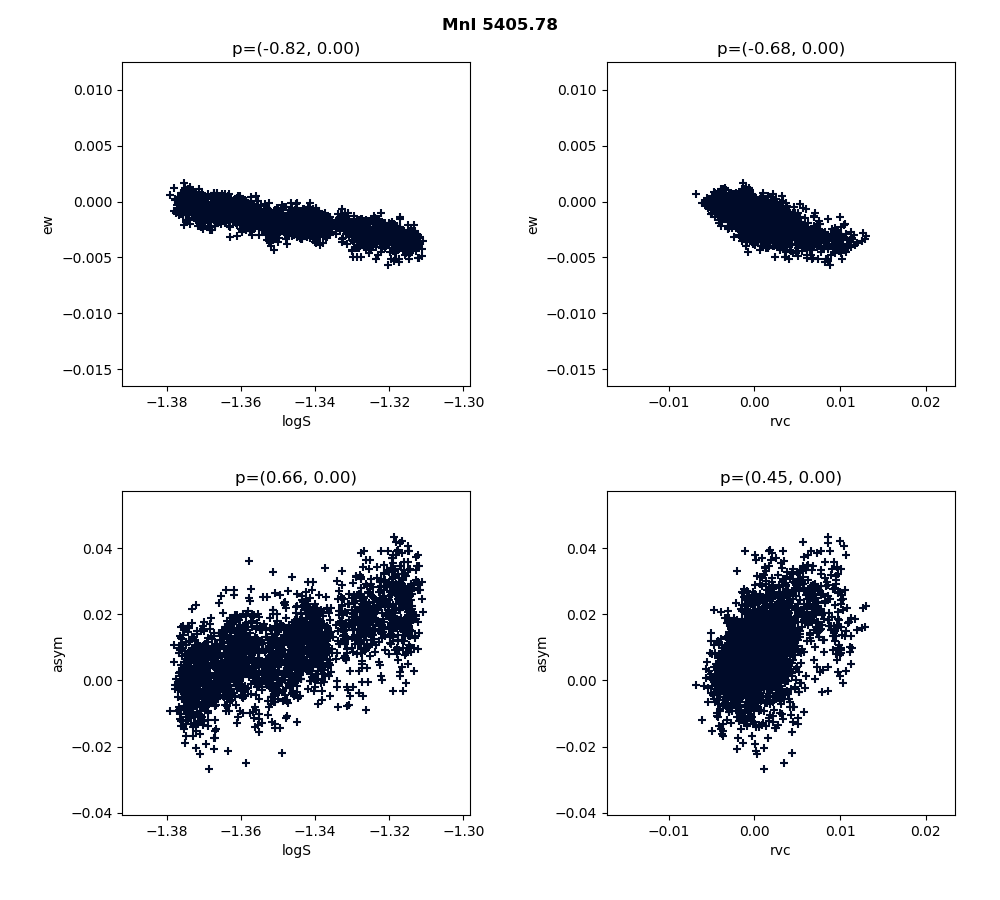 MnI 5405.78
p=(-0.82, 0.00)
p=(-0.68, 0.00)
0.010
0.005
0.000
−0.005
−0.010
−0.015
ew
−1.38 −1.36 −1.34 −1.32 −1.30
logS
0.010
0.005
0.000
−0.005
−0.010
−0.015
ew
−0.01 0.00 0.01 0.02
rvc
p=(0.66, 0.00)
p=(0.45, 0.00)
0.04
0.02
0.00
−0.02
−0.04
asym
−1.38 −1.36 −1.34 −1.32 −1.30
logS
0.04
0.02
0.00
−0.02
−0.04
asym
−0.01 0.00 0.01 0.02
rvc